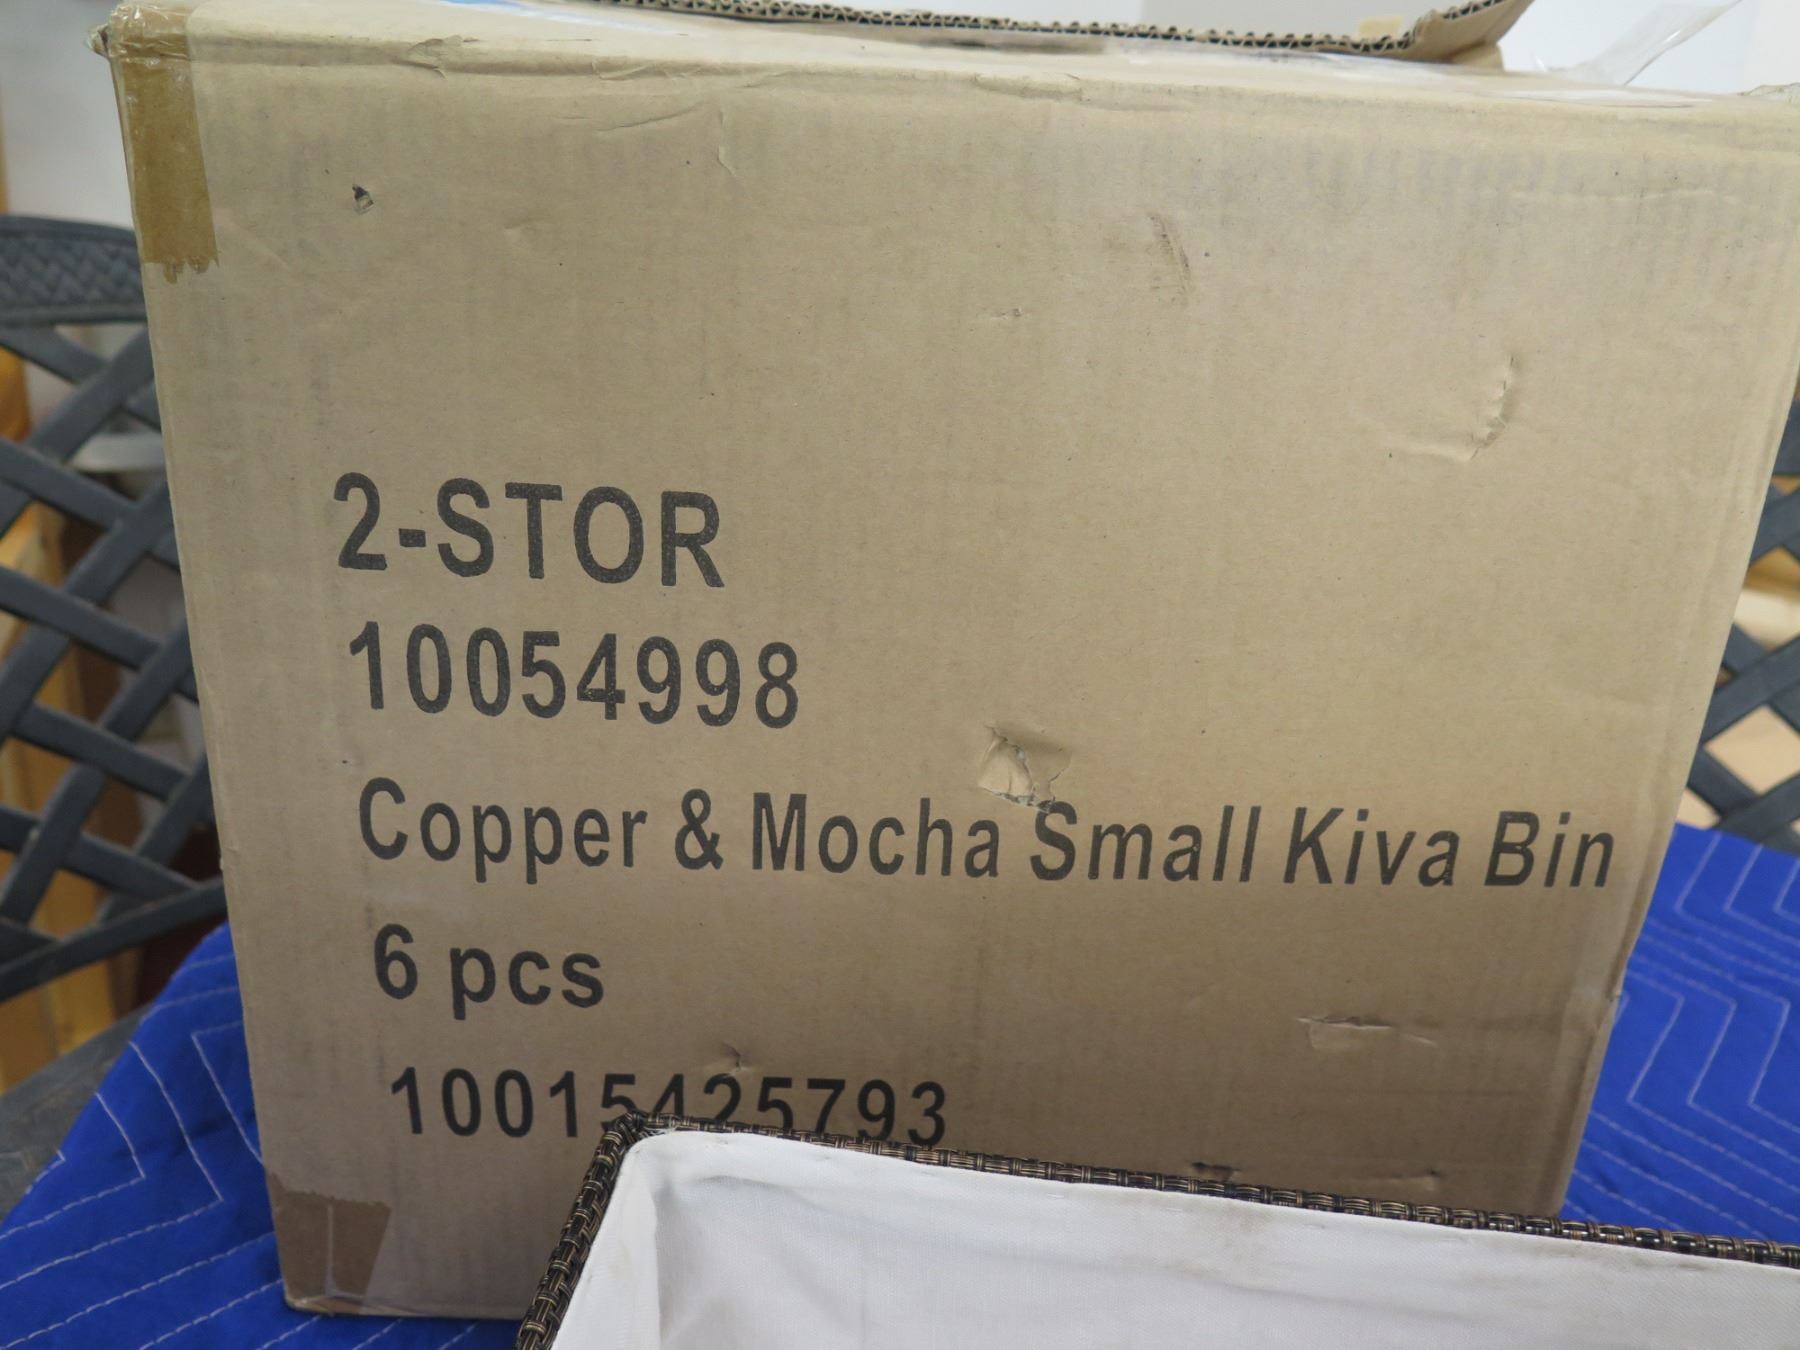 2-STOR
10054998
Copper & Mocha Small Kiva Bin
6 pcs
10015425793